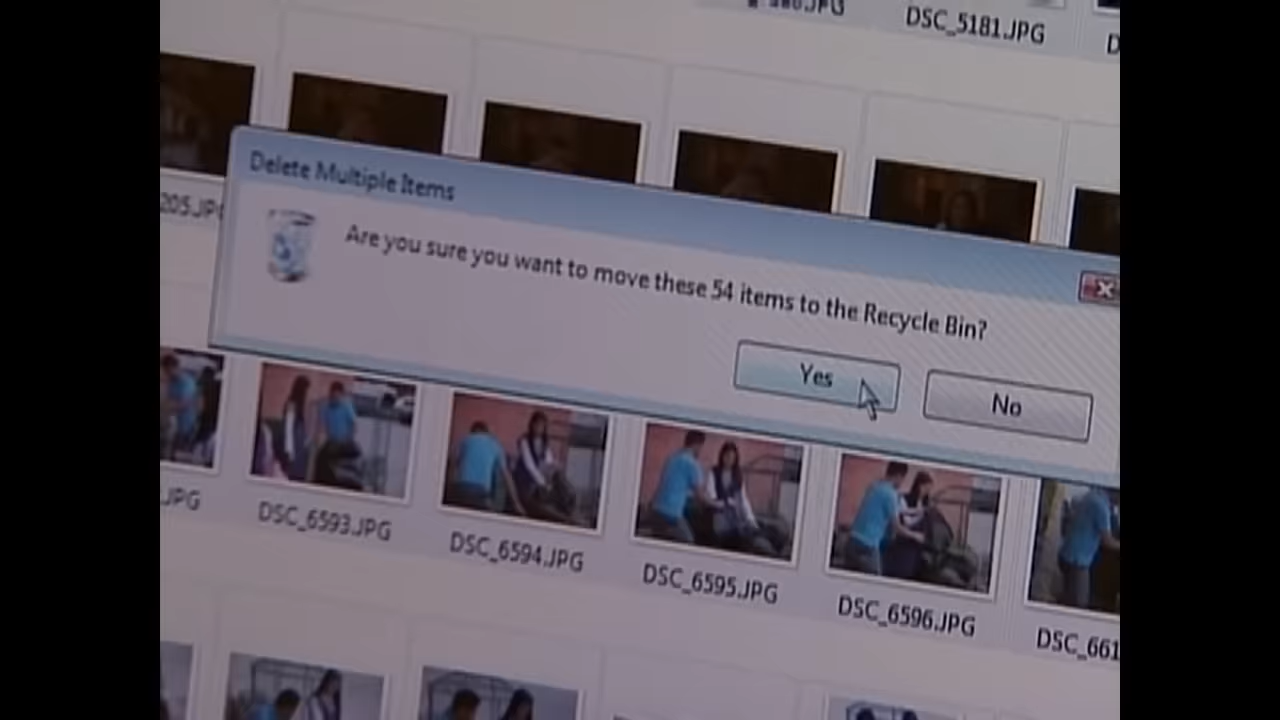 DSC_5181.JPG
Delete Multiple Items
Are you sure you want to move these 54 items to the Recycle Bin?
Yes
No
DSC_6593.JPG
DSC_6594.JPG
DSC_6595.JPG
DSC_6596.JPG